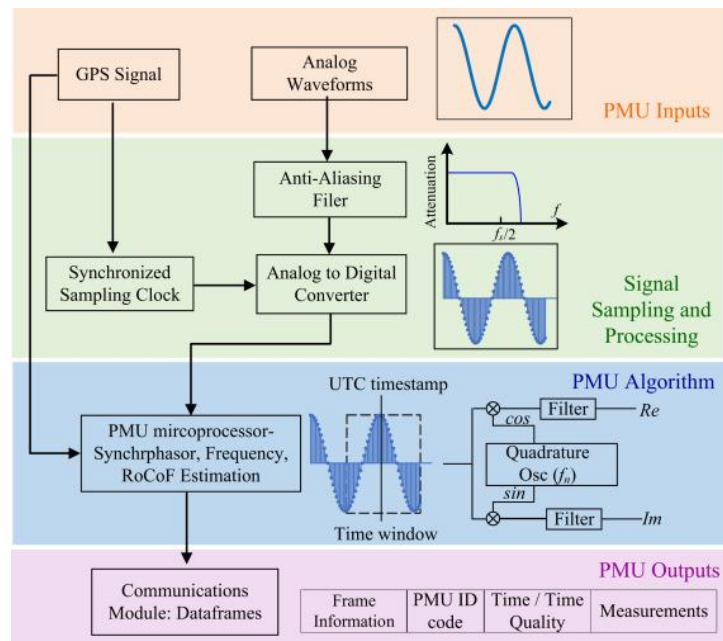 GPS Signal
Analog
Waveforms
PMU Inputs
Anti-Aliasing
Filer
Attenuation
f
fs/2
Synchronized
Sampling Clock
Analog to Digital
Converter
Signal
Sampling and
Processing
PMU Algorithm
UTC timestamp
PMU mircoprocessor-
Synchrphasor, Frequency,
RoCoF Estimation
Time window
cos
Filter
Re
Quadrature
Osc (fn)
sin
Filter
Im
PMU Outputs
Communications
Module: Dataframes
Frame
Information
PMU ID
code
Time / Time
Quality
Measurements